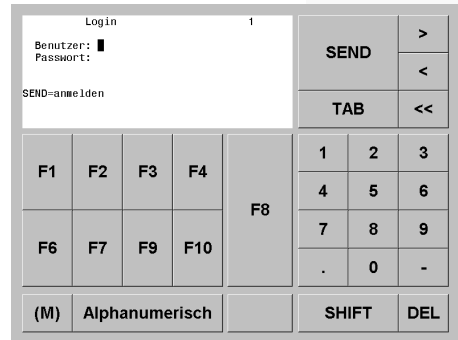 Login 1
Benutzer:
Passwort:
SEND=anmelden
SEND >
<
TAB <<
F1 F2 F3 F4 F8
F6 F7 F9 F10
1 2 3
4 5 6
7 8 9
. 0 -
(M) Alphanumerisch SHIFT DEL